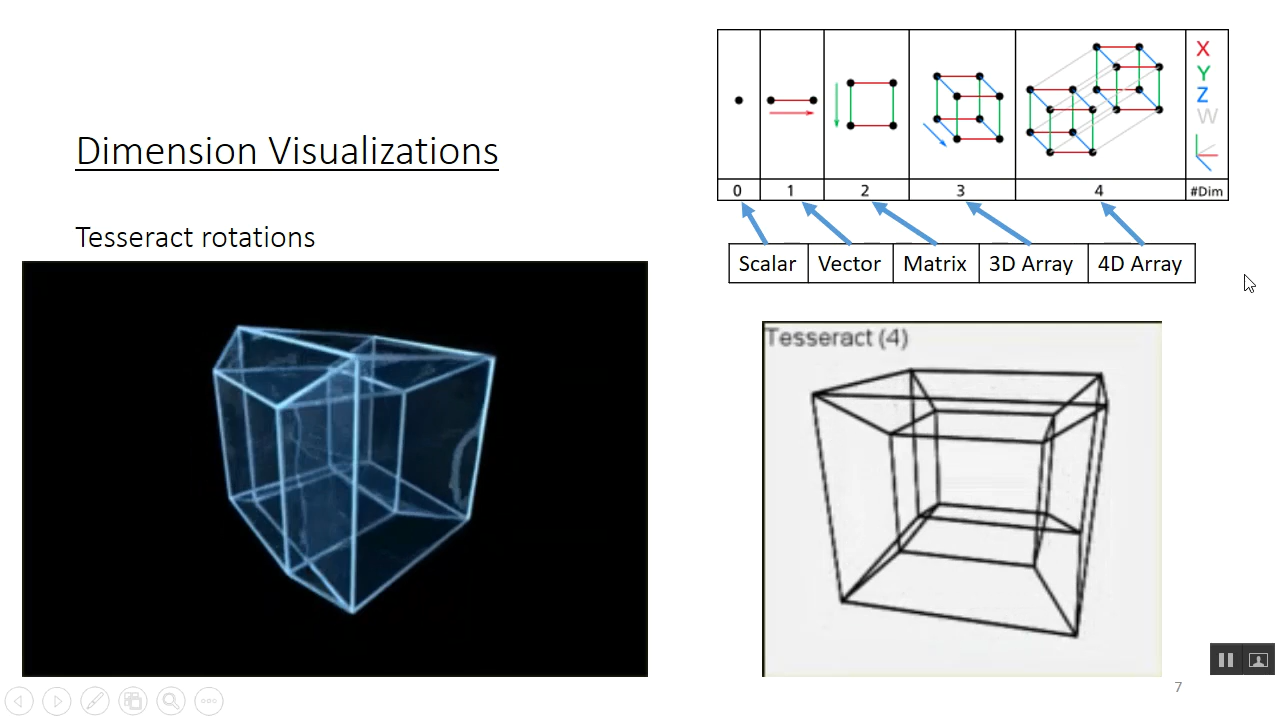 Dimension Visualizations
Tesseract rotations
X
Y
Z
W
0 1 2 3 4 #Dim
Scalar Vector Matrix 3D Array 4D Array
Tesseract (4)
7